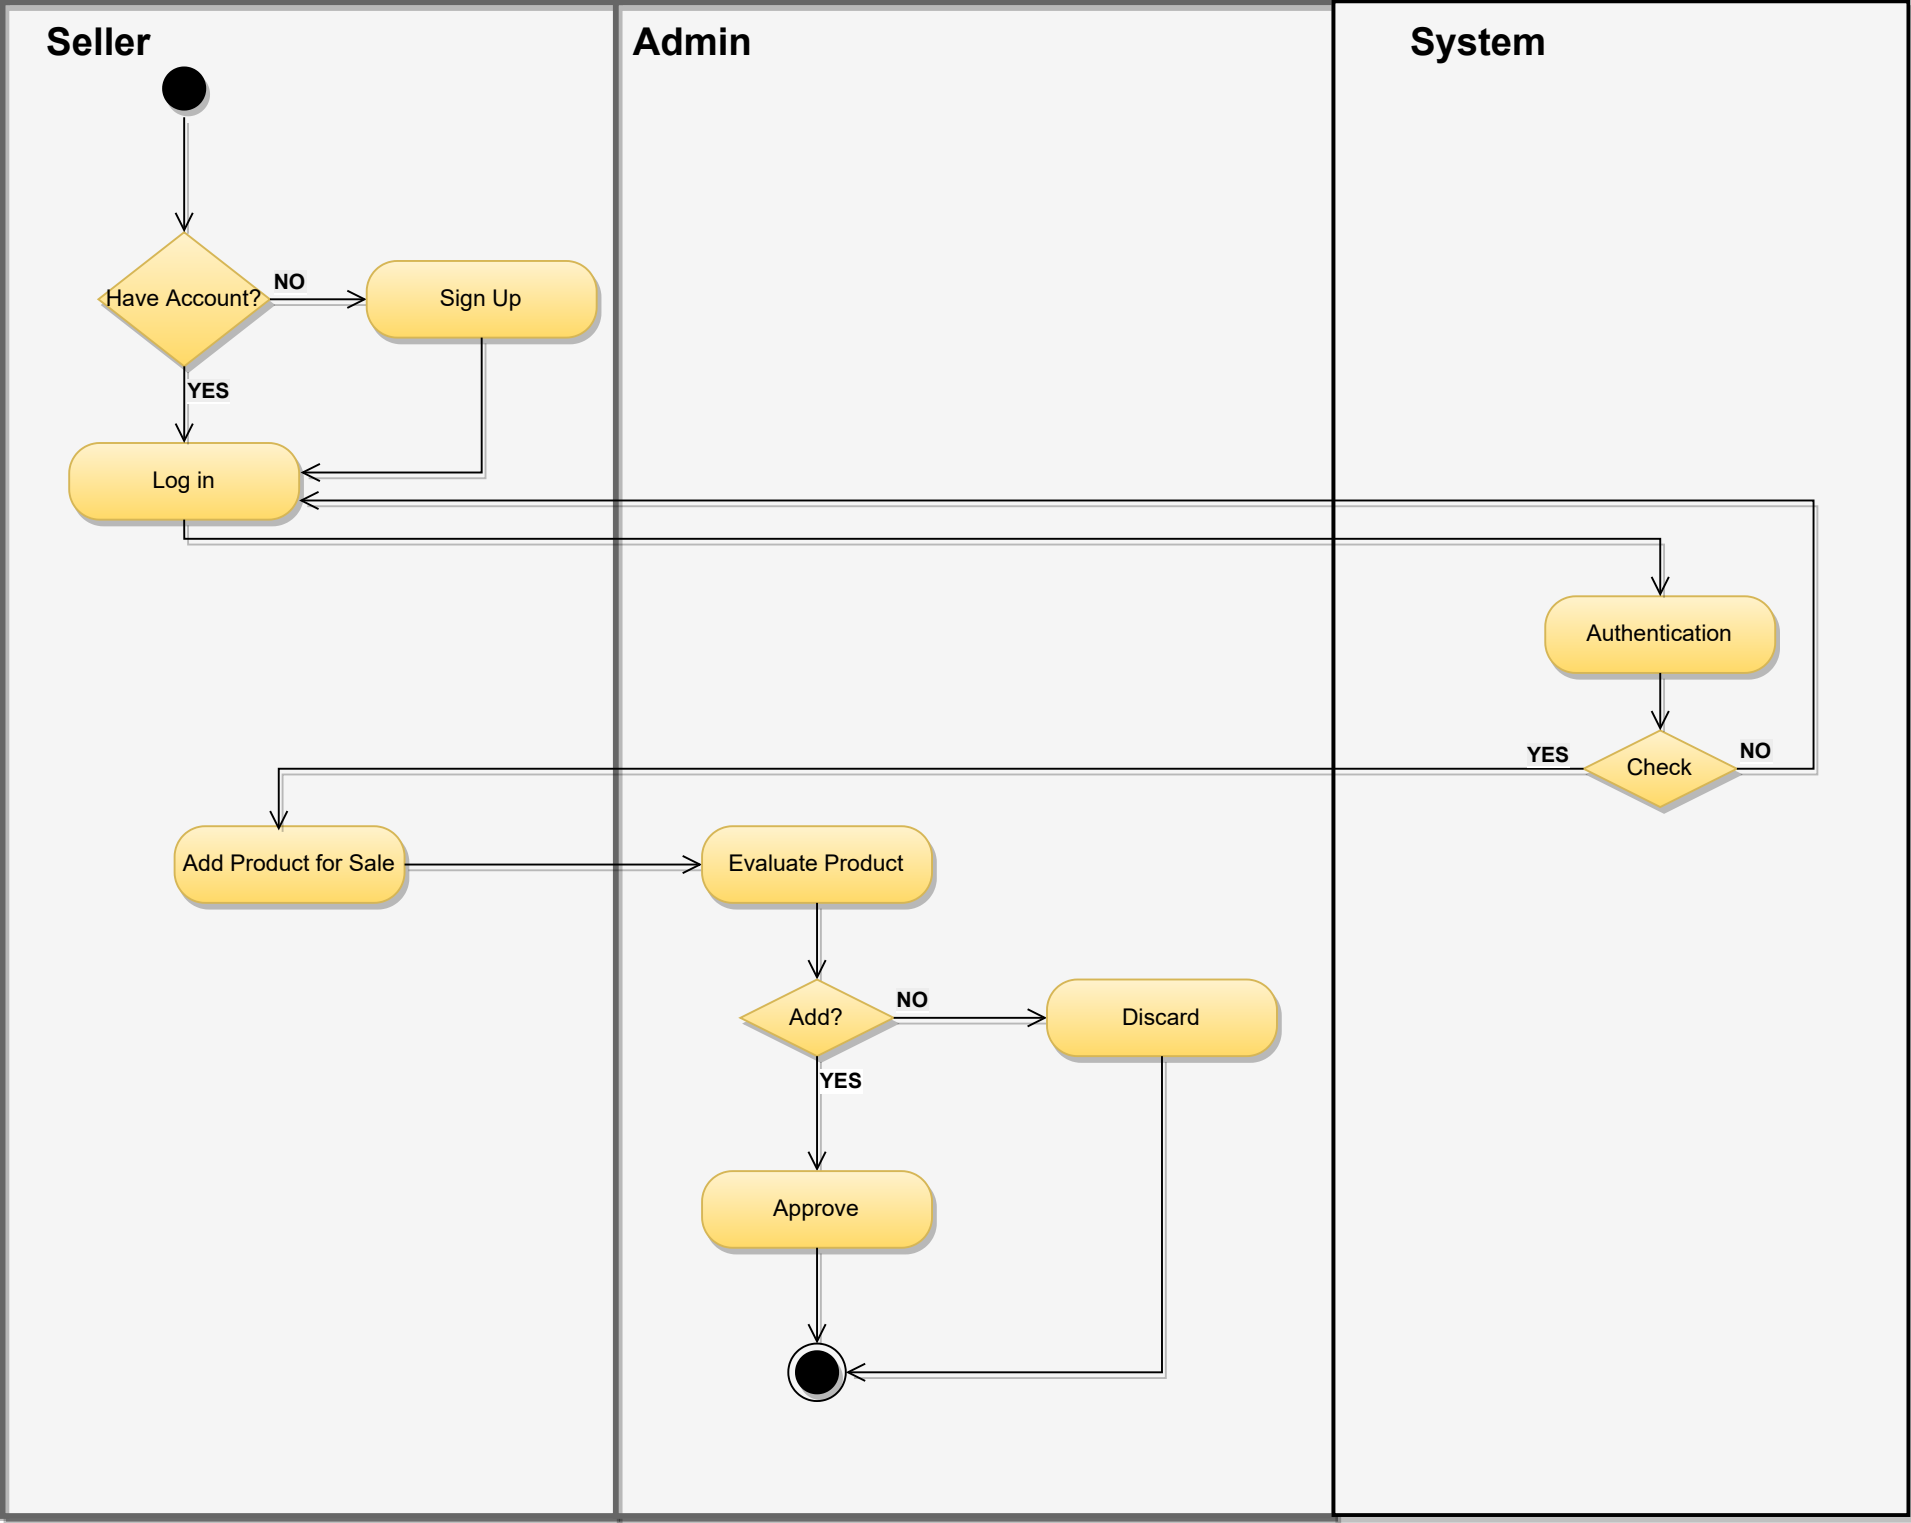 Seller
Admin
System
Have Account?
NO
Sign Up
YES
Log in
Authentication
YES
Check
NO
Add Product for Sale
Evaluate Product
Add?
NO
Discard
YES
Approve